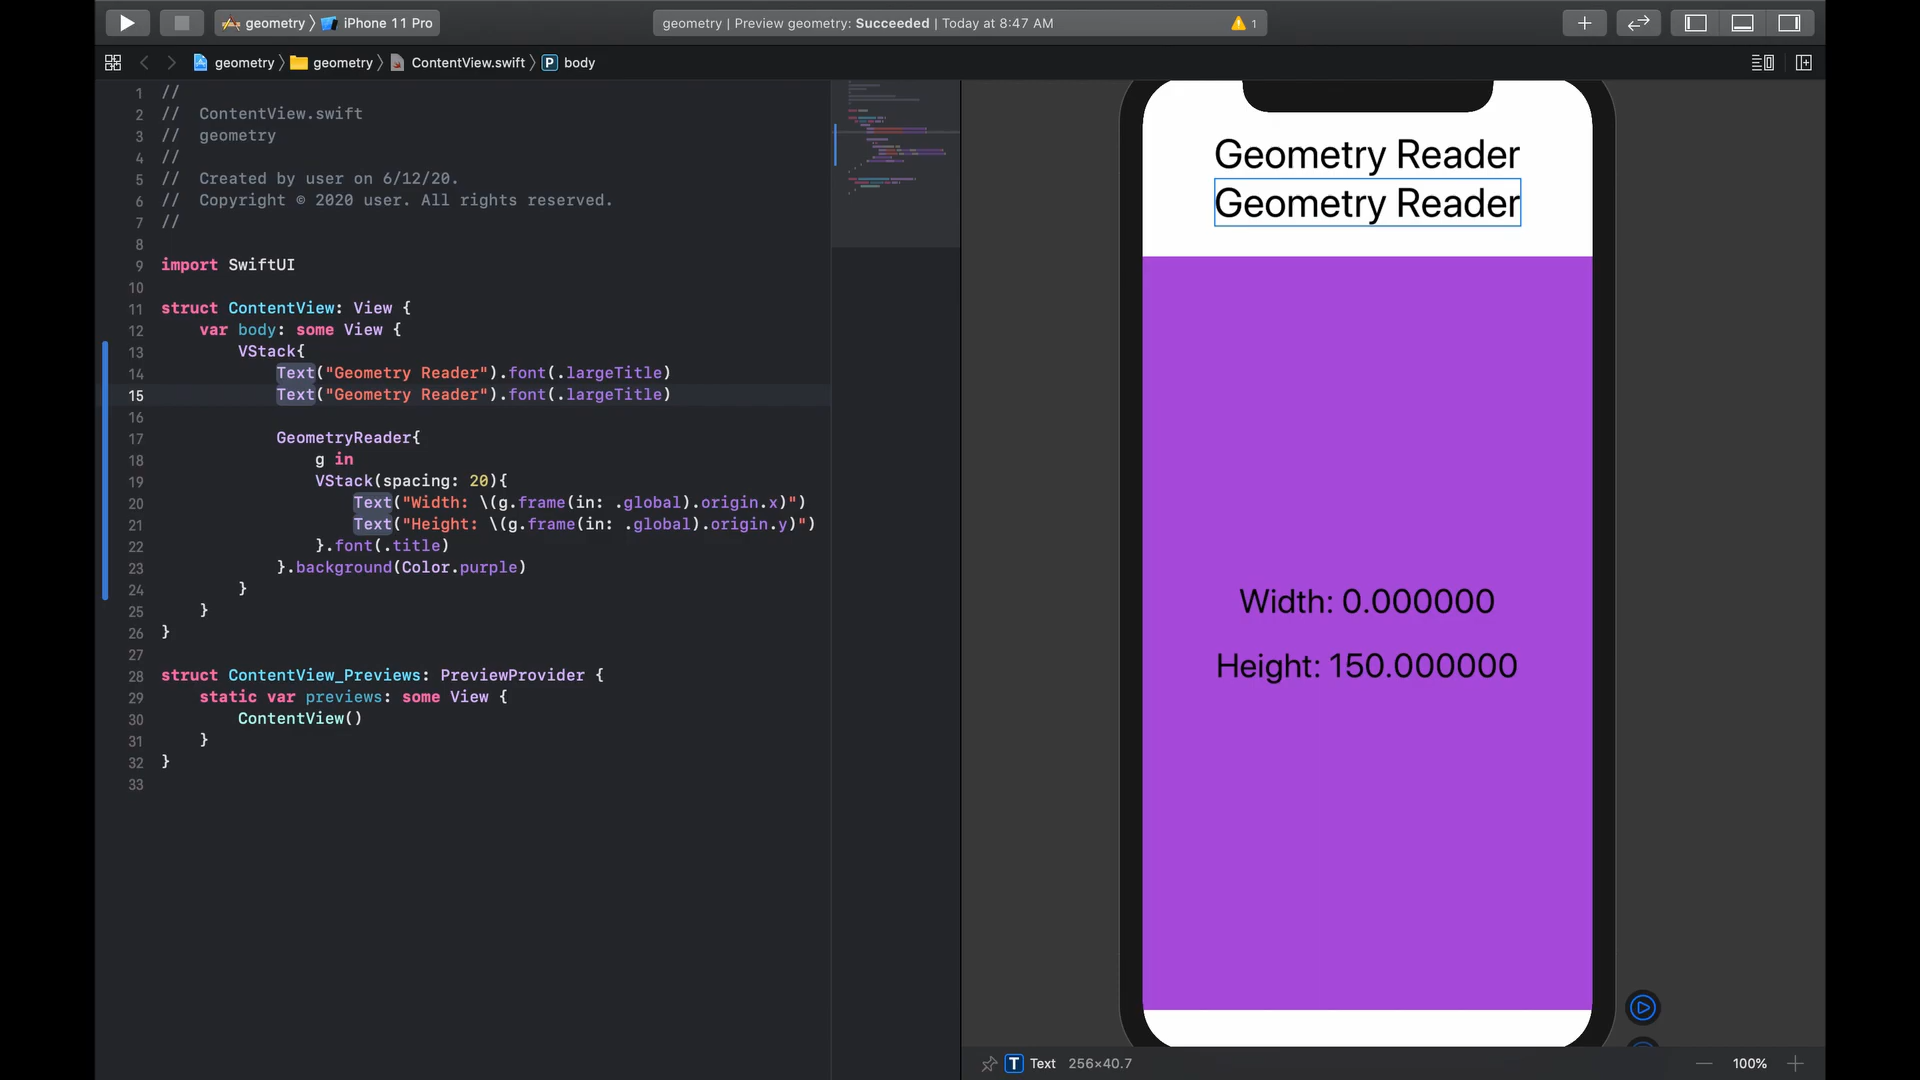 geometry 〉 iPhone 11 Pro
geometry | Preview geometry: Succeeded | Today at 8:47 AM
1
geometry 〉 geometry 〉 ContentView.swift 〉 P body
1 //
2 //  ContentView.swift
3 //  geometry
4 //
5 //  Created by user on 6/12/20.
6 //  Copyright © 2020 user. All rights reserved.
7 //
8
9 import SwiftUI
10
11 struct ContentView: View {
12     var body: some View {
13         VStack{
14             Text("Geometry Reader").font(.largeTitle)
15             Text("Geometry Reader").font(.largeTitle)
16
17             GeometryReader{
18                 g in
19                 VStack(spacing: 20){
20                     Text("Width: \(g.frame(in: .global).origin.x)")
21                     Text("Height: \(g.frame(in: .global).origin.y)")
22                 }.font(.title)
23             }.background(Color.purple)
24         }
25     }
26 }
27
28 struct ContentView_Previews: PreviewProvider {
29     static var previews: some View {
30         ContentView()
31     }
32 }
33
Geometry Reader
Geometry Reader
Width: 0.000000
Height: 150.000000
T Text 256×40.7
100%